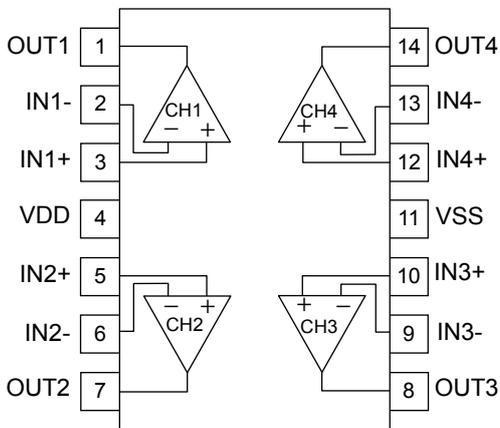 OUT1 1 14 OUT4
IN1- 2 CH1 CH4 13 IN4-
− + + −
IN1+ 3 12 IN4+
VDD 4 11 VSS
IN2+ 5 10 IN3+
− + + −
IN2- 6 CH2 CH3 9 IN3-
OUT2 7 8 OUT3